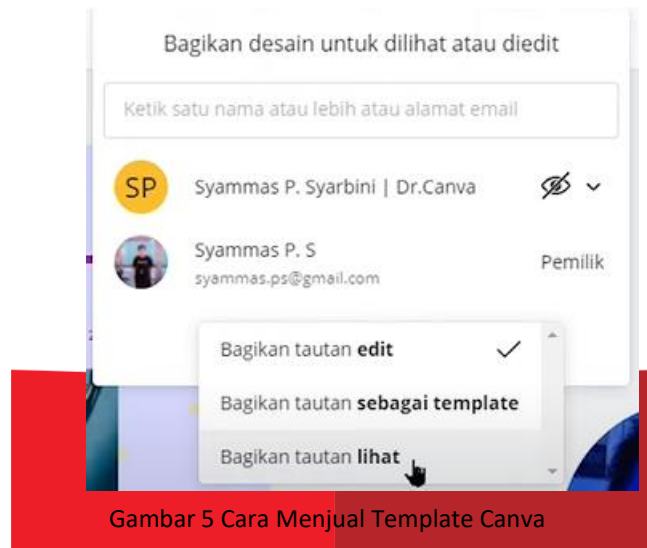 Bagikan desain untuk dilihat atau diedit
Ketik satu nama atau lebih atau alamat email
SP
Syammas P. Syarbini | Dr.Canva
Syammas P. S
Pemilik
syammas.ps@gmail.com
Bagikan tautan edit
Bagikan tautan sebagai template
Bagikan tautan lihat
Gambar 5 Cara Menjual Template Canva